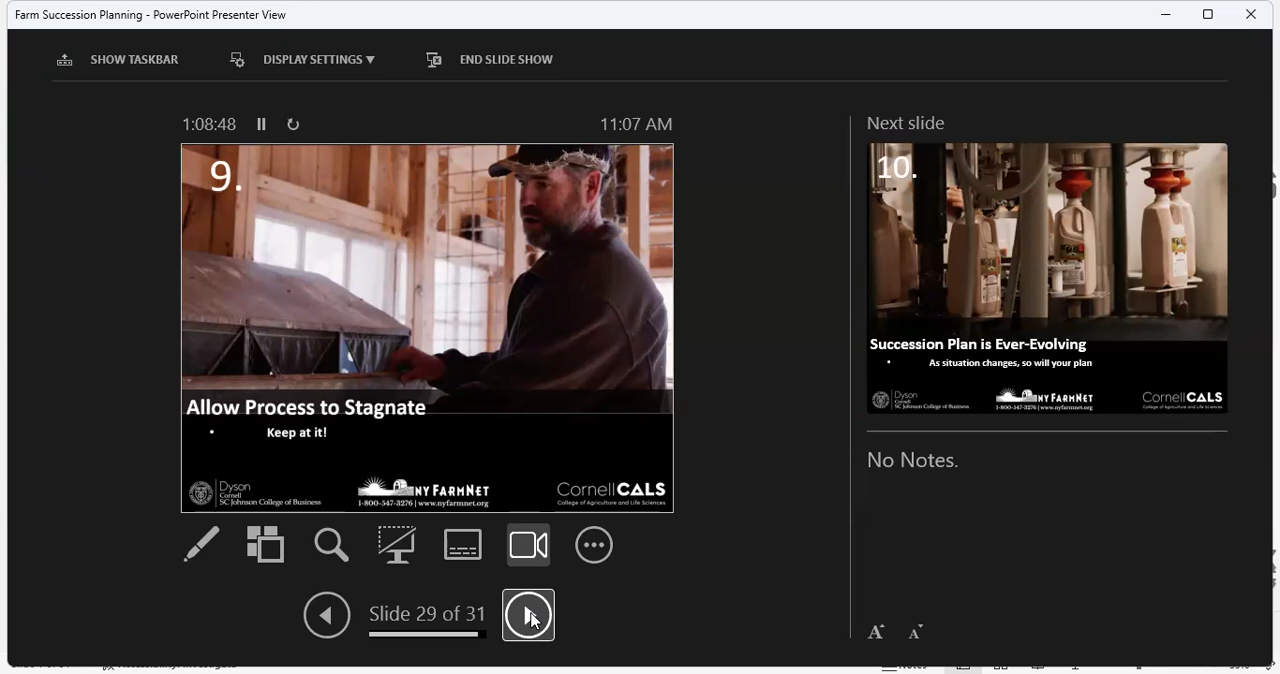 Farm Succession Planning - PowerPoint Presenter View
SHOW TASKBAR
DISPLAY SETTINGS ▼
END SLIDE SHOW
1:08:48
11:07 AM
9.
Allow Process to Stagnate
• Keep at it!
Dyson
Cornell
SC Johnson College of Business
NY FARMNET
1-800-547-3276 | www.nyfarmnet.org
CornellCALS
College of Agriculture and Life Sciences
Slide 29 of 31
Next slide
10.
Succession Plan is Ever-Evolving
• As situation changes, so will your plan
Dyson
Cornell
SC Johnson College of Business
NY FARMNET
1-800-547-3276 | www.nyfarmnet.org
CornellCALS
College of Agriculture and Life Sciences
No Notes.
A A
Notes